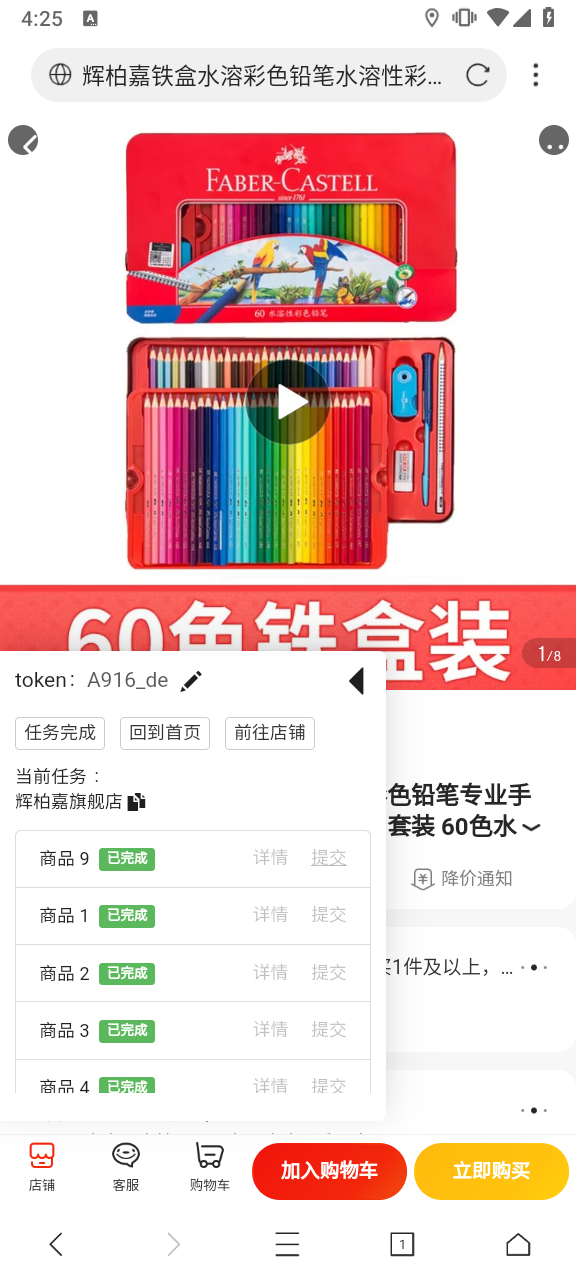 4:25
辉柏嘉铁盒水溶彩色铅笔水溶性彩...
FABER-CASTELL
since 1761
60 水溶性彩色铅笔
60色铁盒装
1/8
token： A916_de
任务完成 回到首页 前往店铺
当前任务：
辉柏嘉旗舰店
色铅笔专业手
套装 60色水
商品 9 已完成 详情 提交
降价通知
商品 1 已完成 详情 提交
商品 2 已完成 详情 提交
买1件及以上，...
商品 3 已完成 详情 提交
商品 4 已完成 详情 提交
店铺 客服 购物车 加入购物车 立即购买
1